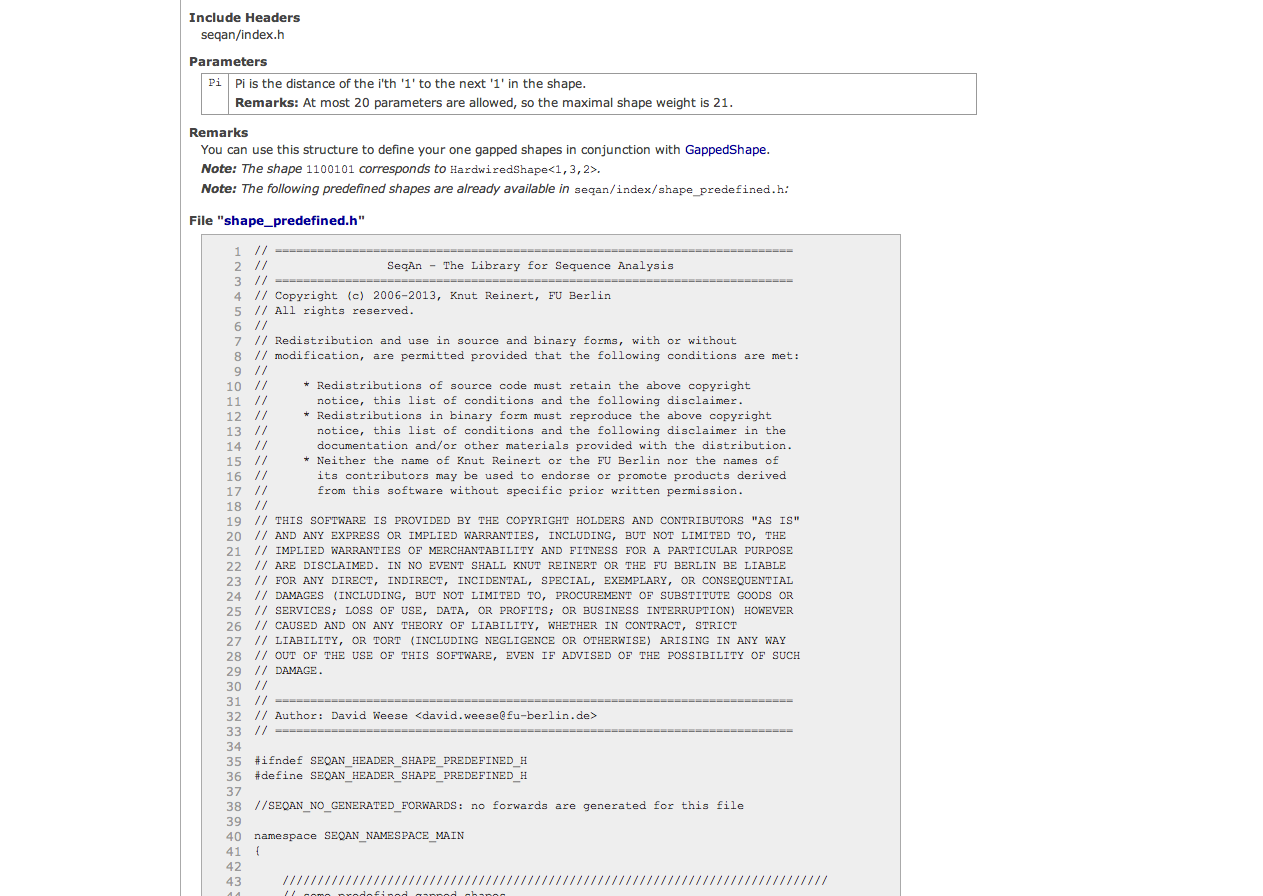 Include Headers
seqan/index.h
Parameters
Pi Pi is the distance of the i'th '1' to the next '1' in the shape.
Remarks: At most 20 parameters are allowed, so the maximal shape weight is 21.
Remarks
You can use this structure to define your one gapped shapes in conjunction with GappedShape.
Note: The shape 1100101 corresponds to HardwiredShape<1,3,2>.
Note: The following predefined shapes are already available in seqan/index/shape_predefined.h:
File "shape_predefined.h"
1 // ==========================================================================
2 //                 SeqAn - The Library for Sequence Analysis
3 // ==========================================================================
4 // Copyright (c) 2006-2013, Knut Reinert, FU Berlin
5 // All rights reserved.
6 //
7 // Redistribution and use in source and binary forms, with or without
8 // modification, are permitted provided that the following conditions are met:
9 //
10 //     * Redistributions of source code must retain the above copyright
11 //       notice, this list of conditions and the following disclaimer.
12 //     * Redistributions in binary form must reproduce the above copyright
13 //       notice, this list of conditions and the following disclaimer in the
14 //       documentation and/or other materials provided with the distribution.
15 //     * Neither the name of Knut Reinert or the FU Berlin nor the names of
16 //       its contributors may be used to endorse or promote products derived
17 //       from this software without specific prior written permission.
18 //
19 // THIS SOFTWARE IS PROVIDED BY THE COPYRIGHT HOLDERS AND CONTRIBUTORS "AS IS"
20 // AND ANY EXPRESS OR IMPLIED WARRANTIES, INCLUDING, BUT NOT LIMITED TO, THE
21 // IMPLIED WARRANTIES OF MERCHANTABILITY AND FITNESS FOR A PARTICULAR PURPOSE
22 // ARE DISCLAIMED. IN NO EVENT SHALL KNUT REINERT OR THE FU BERLIN BE LIABLE
23 // FOR ANY DIRECT, INDIRECT, INCIDENTAL, SPECIAL, EXEMPLARY, OR CONSEQUENTIAL
24 // DAMAGES (INCLUDING, BUT NOT LIMITED TO, PROCUREMENT OF SUBSTITUTE GOODS OR
25 // SERVICES; LOSS OF USE, DATA, OR PROFITS; OR BUSINESS INTERRUPTION) HOWEVER
26 // CAUSED AND ON ANY THEORY OF LIABILITY, WHETHER IN CONTRACT, STRICT
27 // LIABILITY, OR TORT (INCLUDING NEGLIGENCE OR OTHERWISE) ARISING IN ANY WAY
28 // OUT OF THE USE OF THIS SOFTWARE, EVEN IF ADVISED OF THE POSSIBILITY OF SUCH
29 // DAMAGE.
30 //
31 // ==========================================================================
32 // Author: David Weese <david.weese@fu-berlin.de>
33 // ==========================================================================
34
35 #ifndef SEQAN_HEADER_SHAPE_PREDEFINED_H
36 #define SEQAN_HEADER_SHAPE_PREDEFINED_H
37
38 //SEQAN_NO_GENERATED_FORWARDS: no forwards are generated for this file
39
40 namespace SEQAN_NAMESPACE_MAIN
41 {
42
43     //////////////////////////////////////////////////////////////////////////////
44     // some predefined gapped shapes